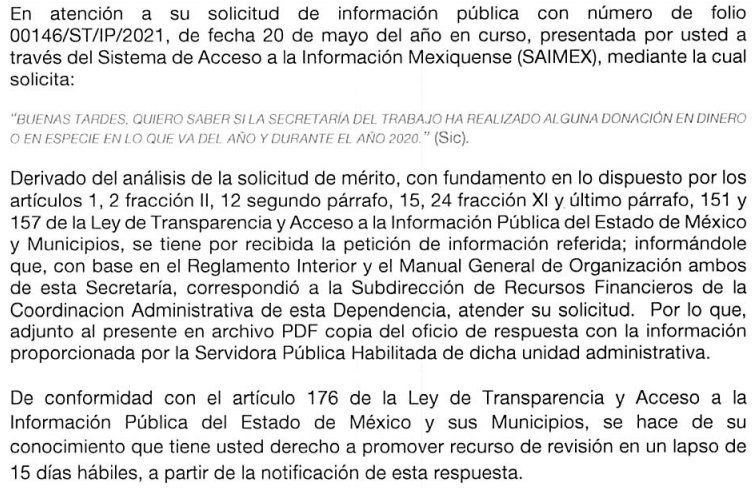 En atención a su solicitud de información pública con número de folio
00146/ST/IP/2021, de fecha 20 de mayo del año en curso, presentada por usted a
través del Sistema de Acceso a la Información Mexiquense (SAIMEX), mediante la cual
solicita:
"BUENAS TARDES, QUIERO SABER SI LA SECRETARÍA DEL TRABAJO HA REALIZADO ALGUNA DONACIÓN EN DINERO
O EN ESPECIE EN LO QUE VA DEL AÑO Y DURANTE EL AÑO 2020." (Sic).
Derivado del análisis de la solicitud de mérito, con fundamento en lo dispuesto por los
artículos 1, 2 fracción II, 12 segundo párrafo, 15, 24 fracción XI y último párrafo, 151 y
157 de la Ley de Transparencia y Acceso a la Información Pública del Estado de México
y Municipios, se tiene por recibida la petición de información referida; informándole
que, con base en el Reglamento Interior y el Manual General de Organización ambos
de esta Secretaría, correspondió a la Subdirección de Recursos Financieros de la
Coordinacion Administrativa de esta Dependencia, atender su solicitud. Por lo que,
adjunto al presente en archivo PDF copia del oficio de respuesta con la información
proporcionada por la Servidora Pública Habilitada de dicha unidad administrativa.
De conformidad con el artículo 176 de la Ley de Transparencia y Acceso a la
Información Pública del Estado de México y sus Municipios, se hace de su
conocimiento que tiene usted derecho a promover recurso de revisión en un lapso de
15 días hábiles, a partir de la notificación de esta respuesta.